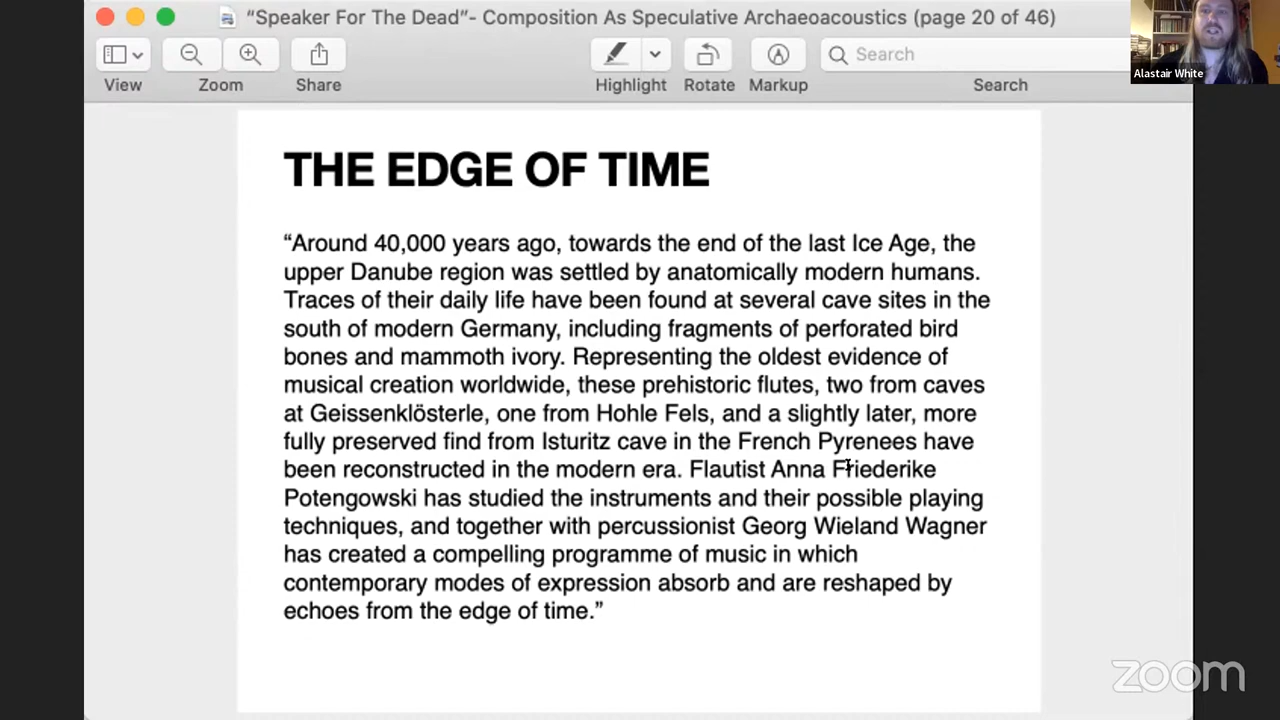 “Speaker For The Dead”- Composition As Speculative Archaeoacoustics (page 20 of 46)
Search
View
Zoom
Share
Highlight
Rotate
Markup
Search
Alastair White
THE EDGE OF TIME
“Around 40,000 years ago, towards the end of the last Ice Age, the
upper Danube region was settled by anatomically modern humans.
Traces of their daily life have been found at several cave sites in the
south of modern Germany, including fragments of perforated bird
bones and mammoth ivory. Representing the oldest evidence of
musical creation worldwide, these prehistoric flutes, two from caves
at Geissenklösterle, one from Hohle Fels, and a slightly later, more
fully preserved find from Isturitz cave in the French Pyrenees have
been reconstructed in the modern era. Flautist Anna Friederike
Potengowski has studied the instruments and their possible playing
techniques, and together with percussionist Georg Wieland Wagner
has created a compelling programme of music in which
contemporary modes of expression absorb and are reshaped by
echoes from the edge of time.”
zoom